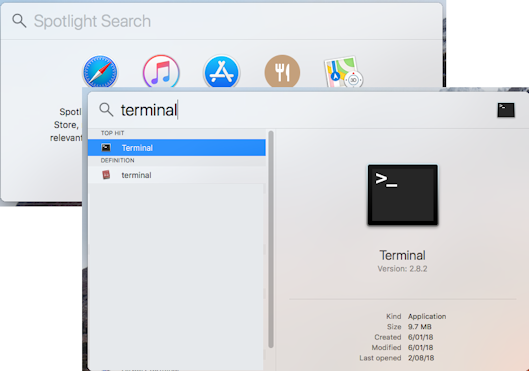 Spotlight Search
Spotl
Store,
relevant
terminal
TOP HIT
Terminal
DEFINITION
terminal
>_
Terminal
Version: 2.8.2
Kind Application
Size 9.7 MB
Created 6/01/18
Modified 6/01/18
Last opened 2/08/18